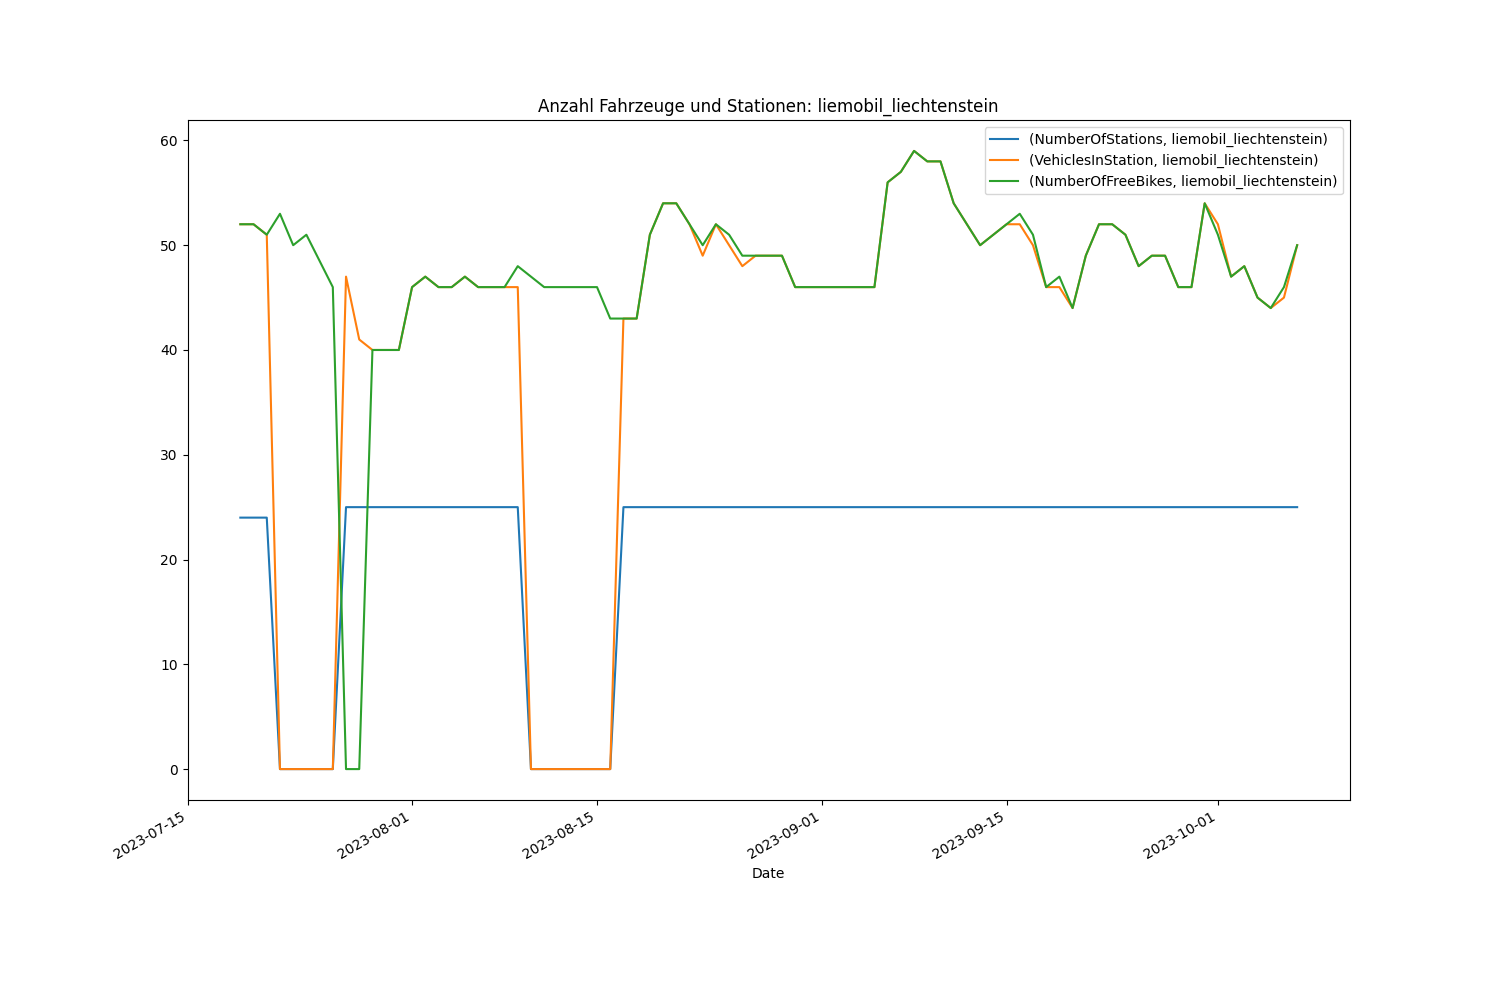 Anzahl Fahrzeuge und Stationen: liemobil_liechtenstein
(NumberOfStations, liemobil_liechtenstein)
(VehiclesInStation, liemobil_liechtenstein)
(NumberOfFreeBikes, liemobil_liechtenstein)
60
50
40
30
20
10
0
2023-07-15
2023-08-01
2023-08-15
2023-09-01
2023-09-15
2023-10-01
Date